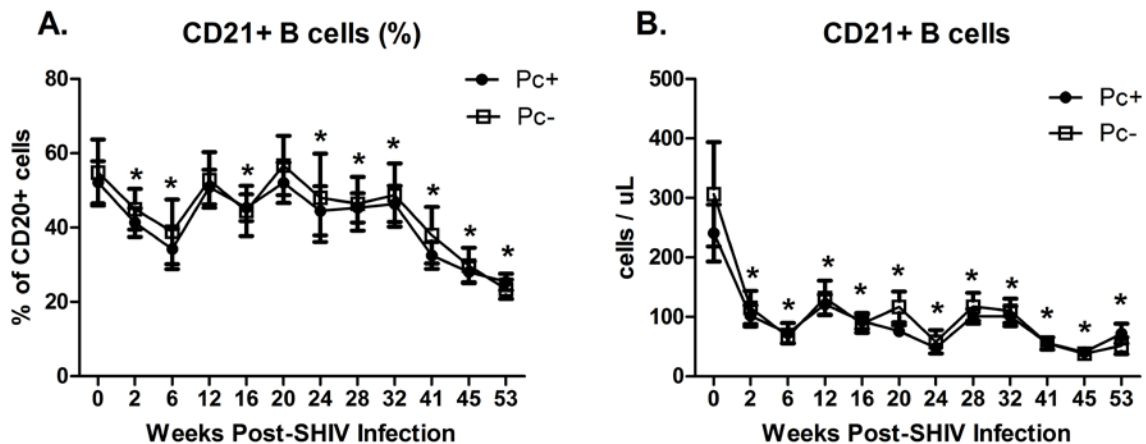 A.
CD21+ B cells (%)
Pc+
Pc-
% of CD20+ cells
80
60
40
20
0
* * * * * * * * *
0 2 6 12 16 20 24 28 32 41 45 53
Weeks Post-SHIV Infection
B.
CD21+ B cells
Pc+
Pc-
cells / uL
500
400
300
200
100
0
* * * * * * * * * * *
0 2 6 12 16 20 24 28 32 41 45 53
Weeks Post-SHIV Infection